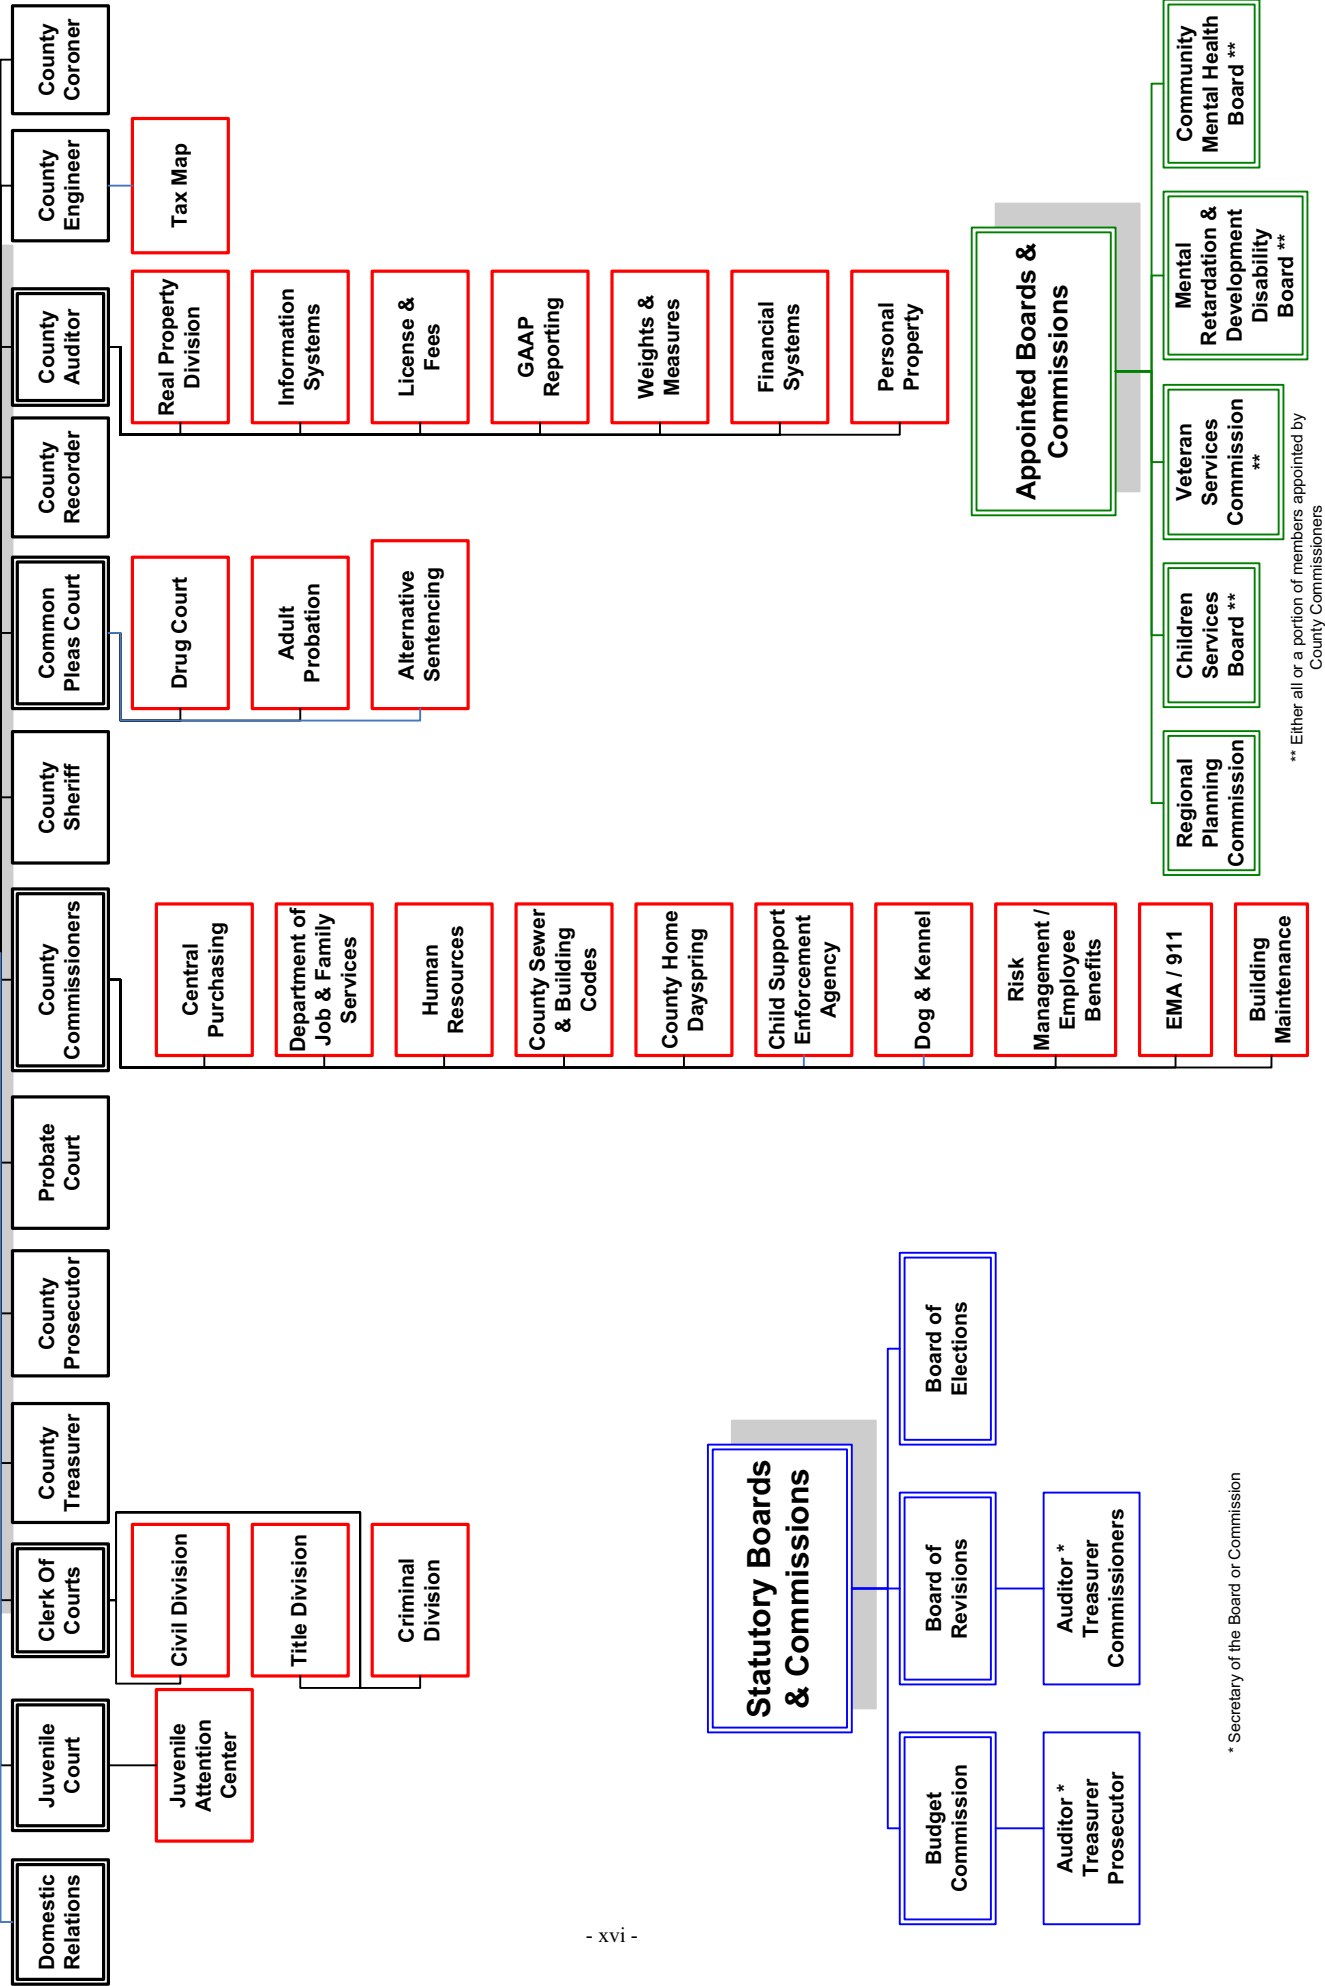 Domestic
Relations
Juvenile
Court
Juvenile
Attention
Center
Clerk Of
Courts
Civil Division
Title Division
Criminal
Division
County
Treasurer
County
Prosecutor
Probate
Court
County
Commissioners
Central
Purchasing
Department of
Job & Family
Services
Human
Resources
County Sewer
& Building
Codes
County Home
Dayspring
Child Support
Enforcement
Agency
Dog & Kennel
Risk
Management /
Employee
Benefits
EMA / 911
Building
Maintenance
County
Sheriff
Common
Pleas Court
Drug Court
Adult
Probation
Alternative
Sentencing
County
Recorder
County
Auditor
Real Property
Division
Information
Systems
License &
Fees
GAAP
Reporting
Weights &
Measures
Financial
Systems
Personal
Property
County
Engineer
Tax Map
County
Coroner
Statutory Boards
& Commissions
Budget
Commission
Auditor *
Treasurer
Prosecutor
Board of
Revisions
Auditor *
Treasurer
Commissioners
Board of
Elections
* Secretary of the Board or Commission
Appointed Boards &
Commissions
Regional
Planning
Commission
Children
Services
Board **
Veteran
Services
Commission
**
Mental
Retardation &
Development
Disability
Board **
Community
Mental Health
Board **
** Either all or a portion of members appointed by
County Commissioners
- xvi -